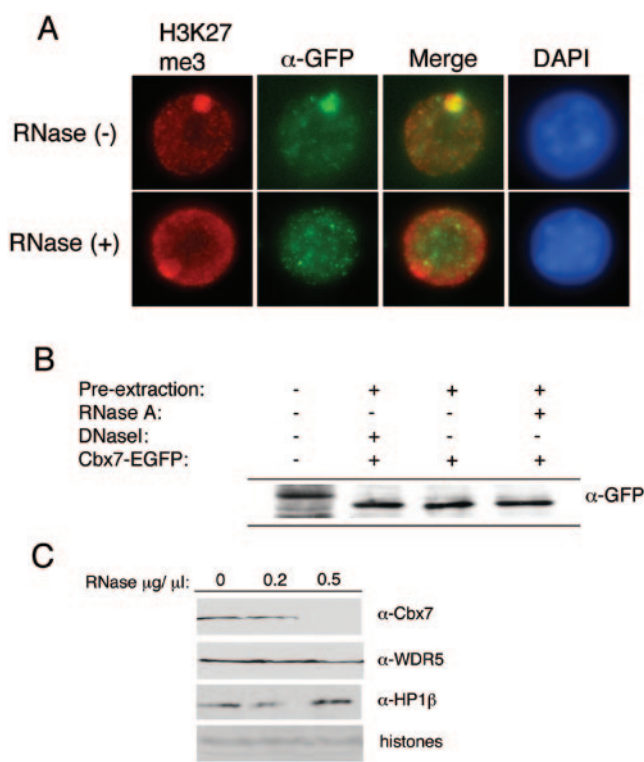 A
H3K27
me3
α-GFP
Merge
DAPI
RNase (-)
RNase (+)
B
Pre-extraction: - + + +
RNase A: - - - +
DNaseI: - + - -
Cbx7-EGFP: - + + +
α-GFP
C
RNase μg/ μl: 0 0.2 0.5
α-Cbx7
α-WDR5
α-HP1β
histones